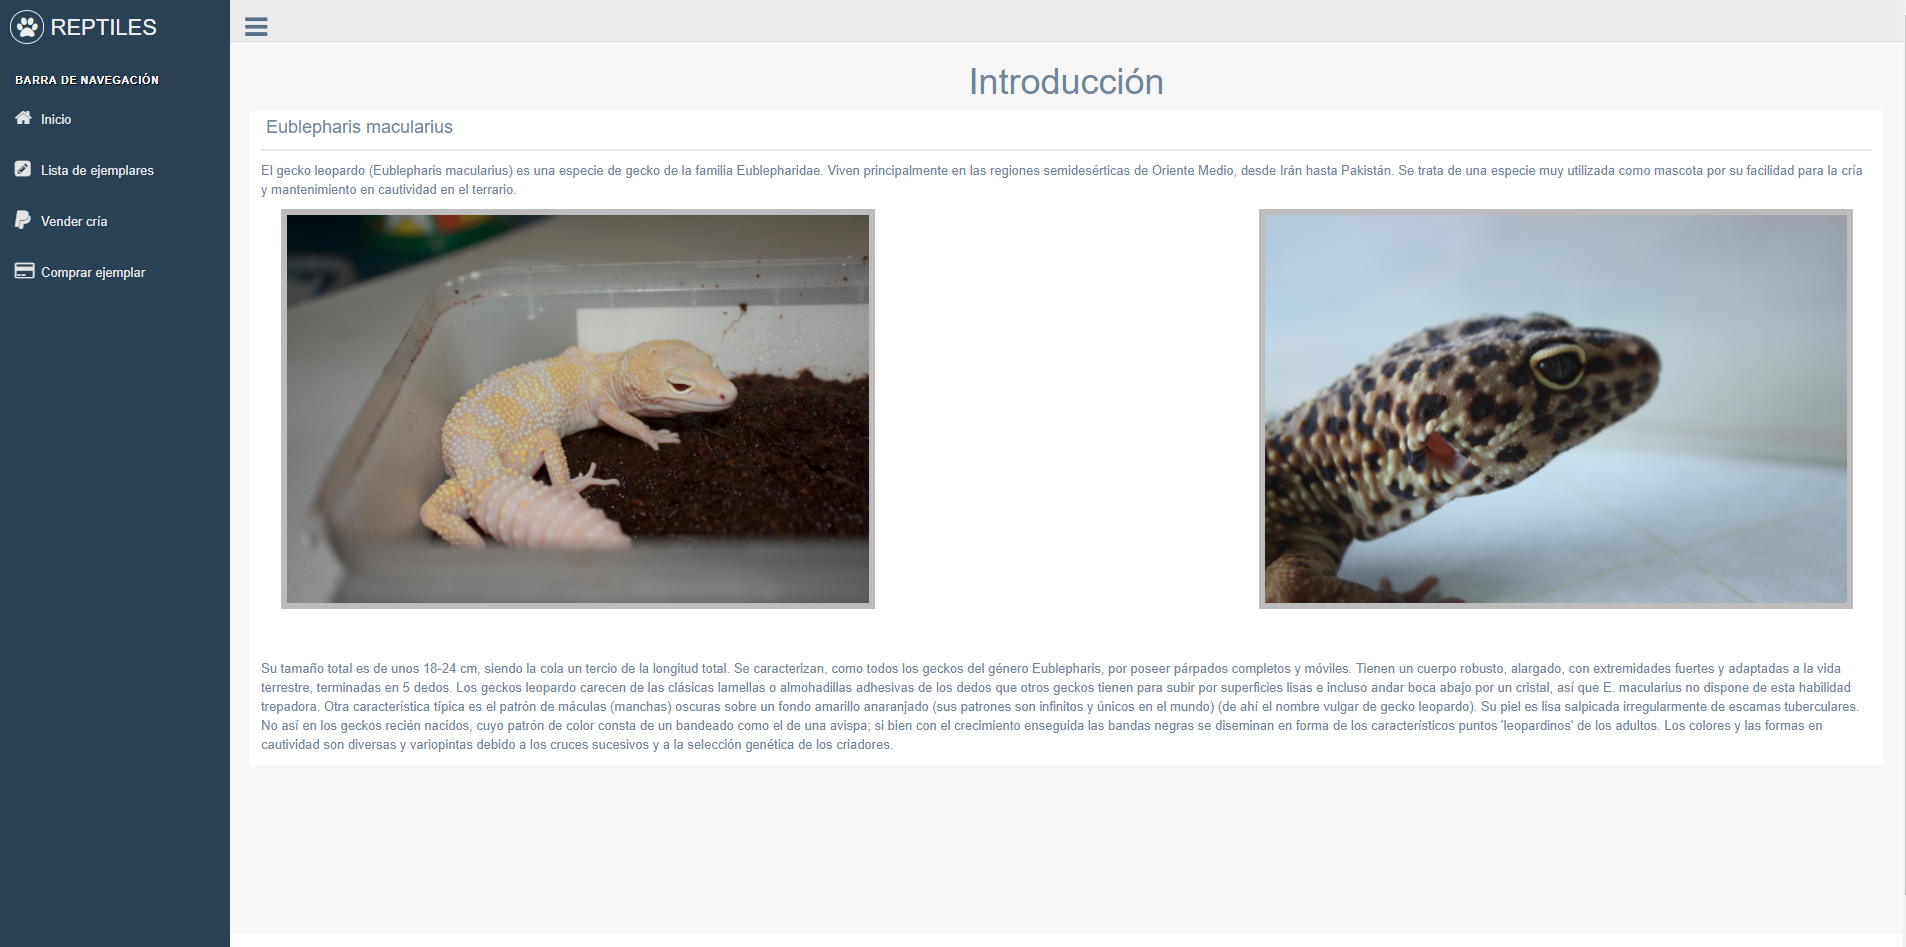 REPTILES
BARRA DE NAVEGACIÓN
Inicio
Lista de ejemplares
Vender cría
Comprar ejemplar
Introducción
Eublepharis macularius
El gecko leopardo (Eublepharis macularius) es una especie de gecko de la familia Eublepharidae. Viven principalmente en las regiones semidesérticas de Oriente Medio, desde Irán hasta Pakistán. Se trata de una especie muy utilizada como mascota por su facilidad para la cría
y mantenimiento en cautividad en el terrario.
Su tamaño total es de unos 18-24 cm, siendo la cola un tercio de la longitud total. Se caracterizan, como todos los geckos del género Eublepharis, por poseer párpados completos y móviles. Tienen un cuerpo robusto, alargado, con extremidades fuertes y adaptadas a la vida
terrestre, terminadas en 5 dedos. Los geckos leopardo carecen de las clásicas lamellas o almohadillas adhesivas de los dedos que otros geckos tienen para subir por superficies lisas e incluso andar boca abajo por un cristal, así que E. macularius no dispone de esta habilidad
trepadora. Otra característica típica es el patrón de máculas (manchas) oscuras sobre un fondo amarillo anaranjado (sus patrones son infinitos y únicos en el mundo) (de ahí el nombre vulgar de gecko leopardo). Su piel es lisa salpicada irregularmente de escamas tuberculares.
No así en los geckos recién nacidos, cuyo patrón de color consta de un bandeado como el de una avispa; si bien con el crecimiento enseguida las bandas negras se diseminan en forma de los característicos puntos 'leopardinos' de los adultos. Los colores y las formas en
cautividad son diversas y variopintas debido a los cruces sucesivos y a la selección genética de los criadores.